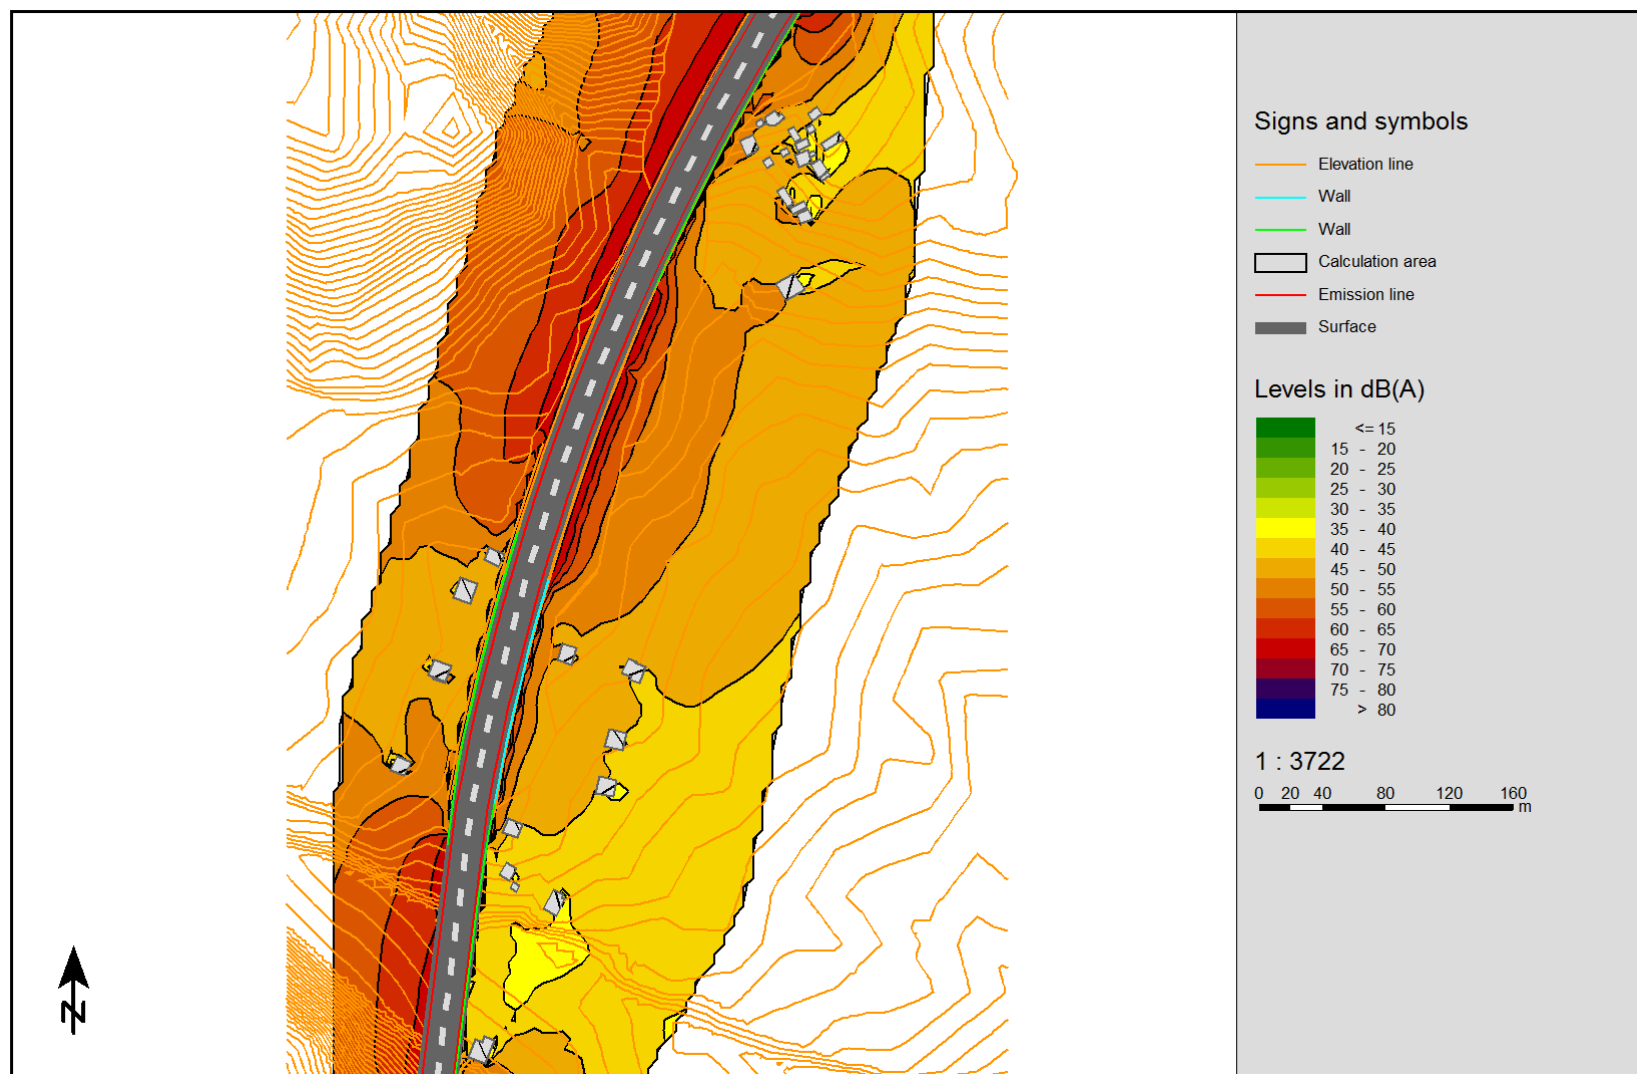 Signs and symbols
Elevation line
Wall
Wall
Calculation area
Emission line
Surface
Levels in dB(A)
<= 15
15 - 20
20 - 25
25 - 30
30 - 35
35 - 40
40 - 45
45 - 50
50 - 55
55 - 60
60 - 65
65 - 70
70 - 75
75 - 80
> 80
1 : 3722
0 20 40 80 120 160
m
N